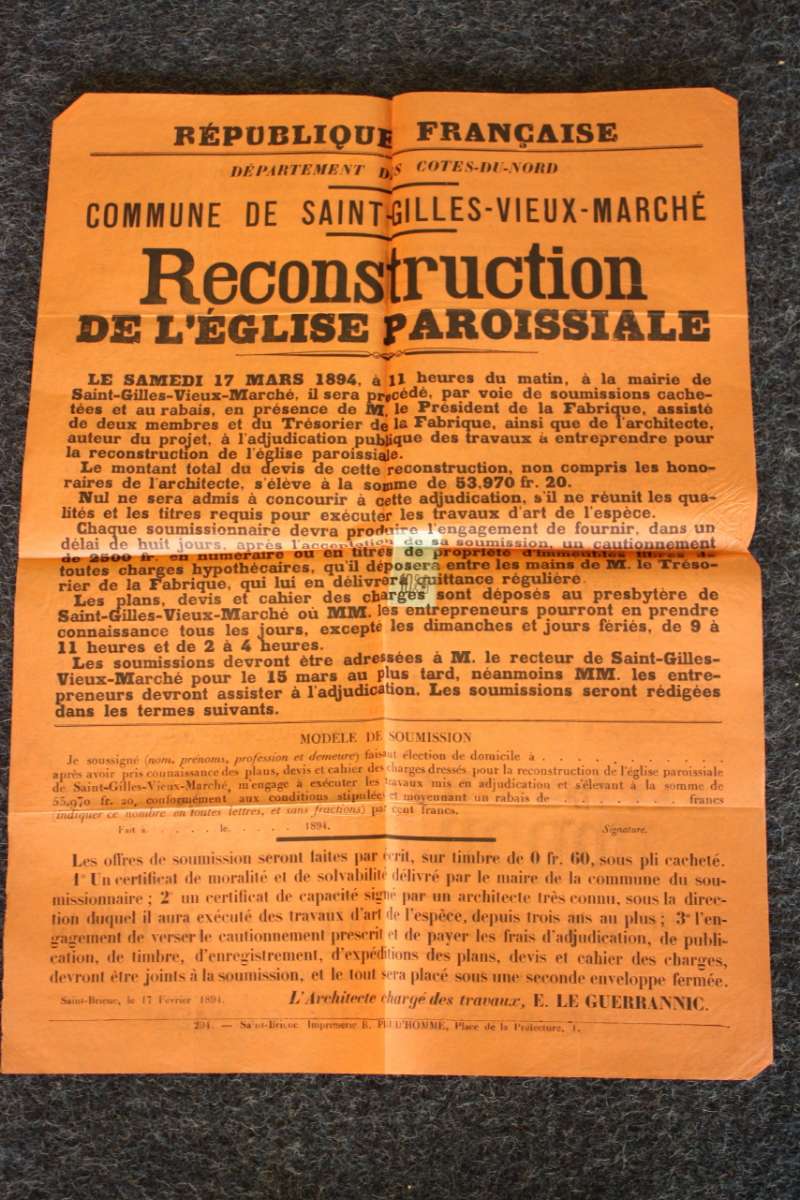 RÉPUBLIQUE FRANÇAISE
DÉPARTEMENT DES COTES-DU-NORD
COMMUNE DE SAINT-GILLES-VIEUX-MARCHÉ
Reconstruction
DE L'ÉGLISE PAROISSIALE
LE SAMEDI 17 MARS 1894, à 11 heures du matin, à la mairie de
Saint-Gilles-Vieux-Marché, il sera procédé, par voie de soumissions cache-
tées et au rabais, en présence de M. le Président de la Fabrique, assisté
de deux membres et du Trésorier de la Fabrique, ainsi que de l'architecte,
auteur du projet, à l'adjudication publique des travaux à entreprendre pour
la reconstruction de l'église paroissiale.
Le montant total du devis de cette reconstruction, non compris les hono-
raires de l'architecte, s'élève à la somme de 53.970 fr. 20.
Nul ne sera admis à concourir à cette adjudication, s'il ne réunit les qua-
lités et les titres requis pour exécuter les travaux d'art de l'espèce.
Chaque soumissionnaire devra produire l'engagement de fournir, dans un
délai de huit jours, après l'acceptation de sa soumission, un cautionnement
de 2500 fr. en numéraire ou en titres de propriété d'immeubles libres de
toutes charges hypothécaires, qu'il déposera entre les mains de M. le Tréso-
rier de la Fabrique, qui lui en délivrera quittance régulière.
Les plans, devis et cahier des charges sont déposés au presbytère de
Saint-Gilles-Vieux-Marché où MM. les entrepreneurs pourront en prendre
connaissance tous les jours, excepté les dimanches et jours fériés, de 9 à
11 heures et de 2 à 4 heures.
Les soumissions devront être adressées à M. le recteur de Saint-Gilles-
Vieux-Marché pour le 15 mars au plus tard, néanmoins MM. les entre-
preneurs devront assister à l'adjudication. Les soumissions seront rédigées
dans les termes suivants.
MODÈLE DE SOUMISSION
Je soussigné (nom, prénoms, profession et demeure) faisant élection de domicile à . . . . . . . . . . . . .
après avoir pris connaissance des plans, devis et cahier des charges dressés pour la reconstruction de l'église paroissiale
de Saint-Gilles-Vieux-Marché, m'engage à exécuter les travaux mis en adjudication et s'élevant à la somme de
53,970 fr. 20, conformément aux conditions stipulées et moyennant un rabais de . . . . . . . . . francs
(indiquer ce nombre en toutes lettres, et sans fractions) par cent francs.
Fait à . . . . . le. . . . . . 1894. Signature.
Les offres de soumission seront faites par écrit, sur timbre de 0 fr. 60, sous pli cacheté.
1° Un certificat de moralité et de solvabilité délivré par le maire de la commune du sou-
missionnaire ; 2° un certificat de capacité signé par un architecte très connu, sous la direc-
tion duquel il aura exécuté des travaux d'art de l'espèce, depuis trois ans au plus ; 3° l'en-
gagement de verser le cautionnement prescrit et de payer les frais d'adjudication, de publi-
cation, de timbre, d'enregistrement, d'expéditions des plans, devis et cahier des charges,
devront être joints à la soumission, et le tout sera placé sous une seconde enveloppe fermée.
Saint-Brieuc, le 17 Février 1894. L'Architecte chargé des travaux, E. LE GUERRANNIC.
294. — Saint-Brieuc. Imprimerie R. PRUD'HOMME, Place de la Préfecture, 1.